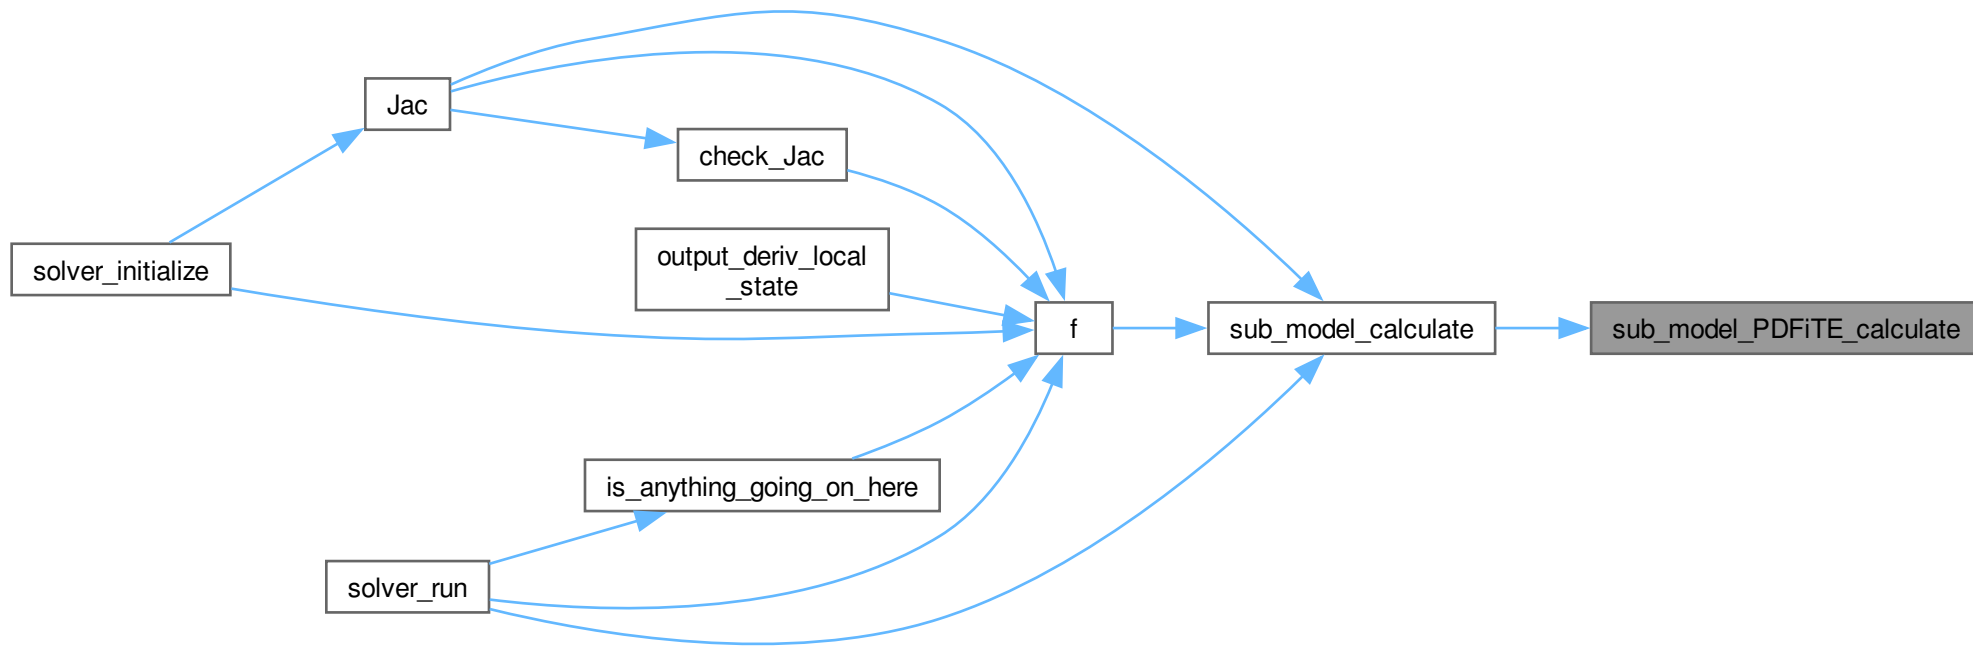 Jac
check_Jac
output_deriv_local
_state
solver_initialize
f
sub_model_calculate
sub_model_PDFiTE_calculate
is_anything_going_on_here
solver_run